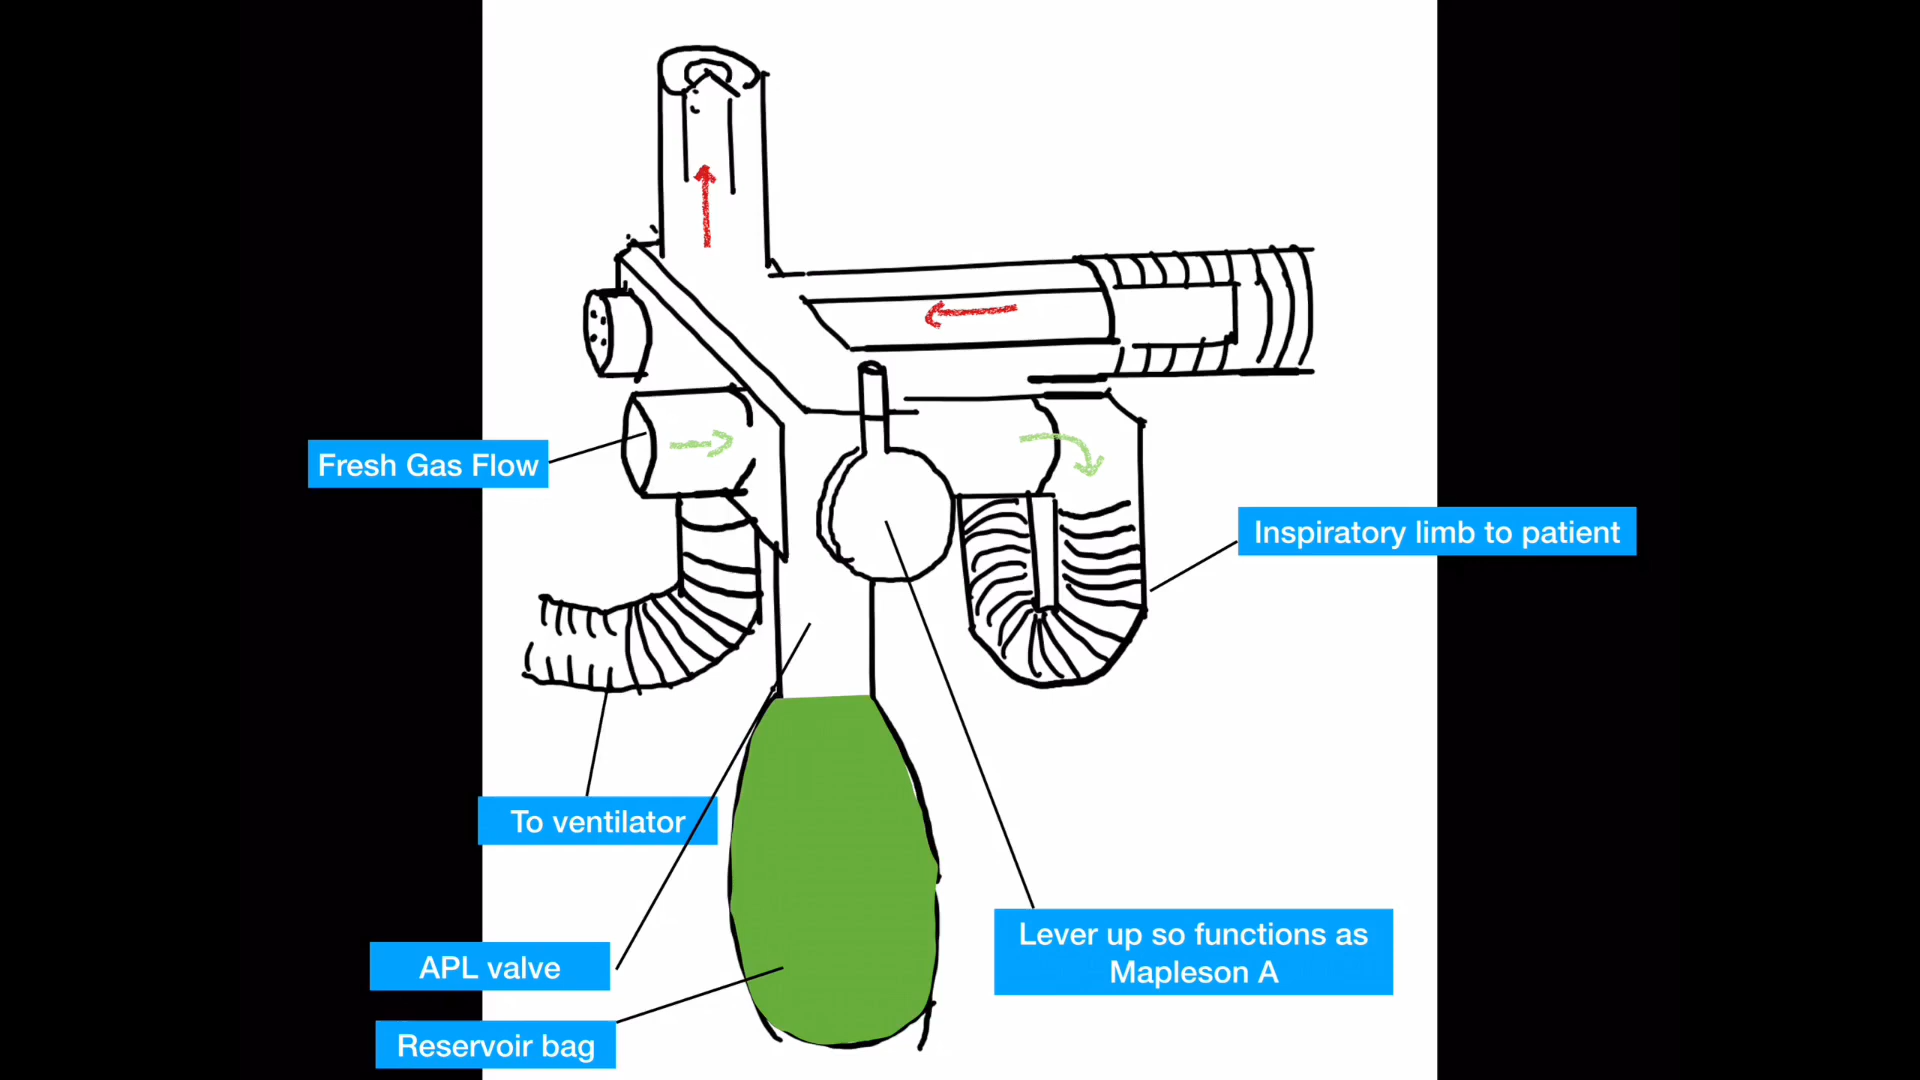 Fresh Gas Flow
Inspiratory limb to patient
To ventilator
Lever up so functions as
Mapleson A
APL valve
Reservoir bag